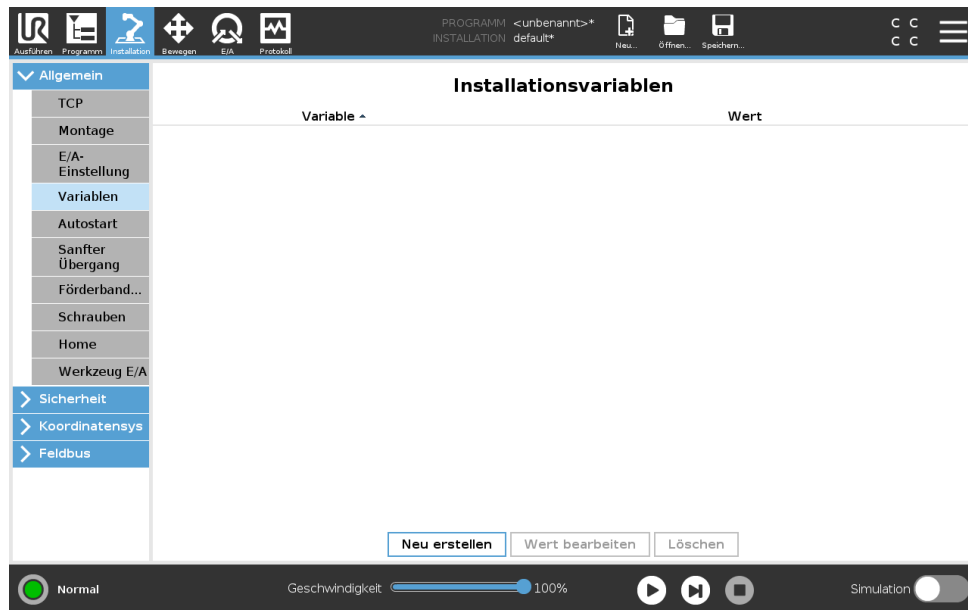 UR
Ausführen
Programm
Installation
Bewegen
E/A
Protokoll
PROGRAMM <unbenannt>*
INSTALLATION default*
Neu...
Öffnen...
Speichern...
C C
C C
Allgemein
TCP
Montage
E/A-
Einstellung
Variablen
Autostart
Sanfter
Übergang
Förderband...
Schrauben
Home
Werkzeug E/A
Sicherheit
Koordinatensys
Feldbus
Installationsvariablen
Variable
Wert
Neu erstellen
Wert bearbeiten
Löschen
Normal
Geschwindigkeit
100%
Simulation